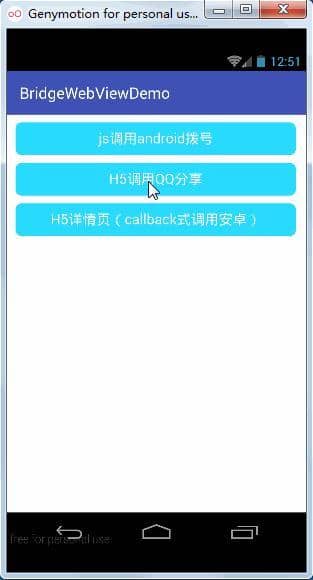 Genymotion for personal us...
12:51
BridgeWebViewDemo
js调用android拨号
H5调用QQ分享
H5详情页（callback式调用安卓）
free for personal use